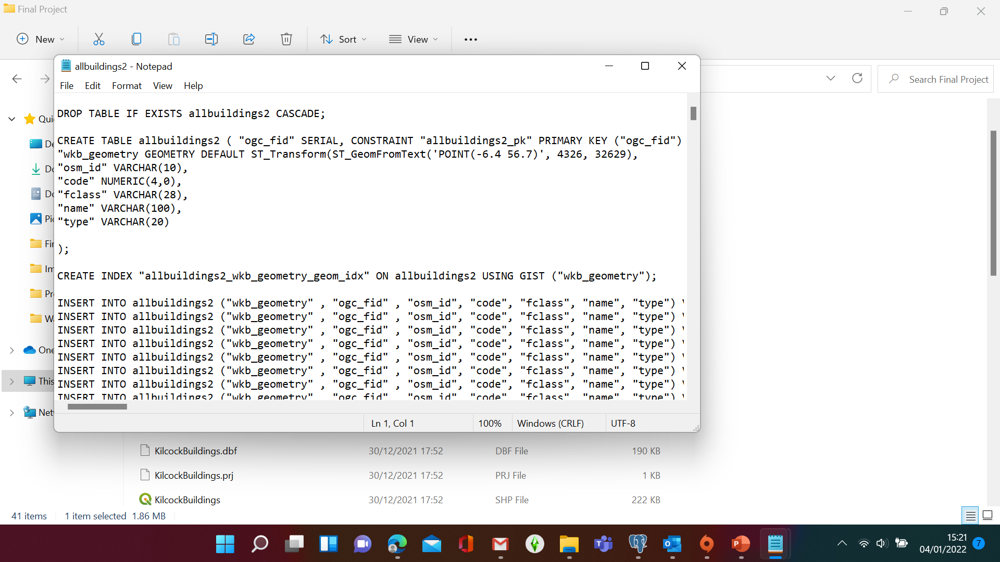 Final Project
New
Sort
View
allbuildings2 - Notepad
File Edit Format View Help
Search Final Project
DROP TABLE IF EXISTS allbuildings2 CASCADE;
CREATE TABLE allbuildings2 ( "ogc_fid" SERIAL, CONSTRAINT "allbuildings2_pk" PRIMARY KEY ("ogc_fid")
"wkb_geometry GEOMETRY DEFAULT ST_Transform(ST_GeomFromText('POINT(-6.4 56.7)', 4326, 32629),
"osm_id" VARCHAR(10),
"code" NUMERIC(4,0),
"fclass" VARCHAR(28),
"name" VARCHAR(100),
"type" VARCHAR(20)
);
CREATE INDEX "allbuildings2_wkb_geometry_geom_idx" ON allbuildings2 USING GIST ("wkb_geometry");
INSERT INTO allbuildings2 ("wkb_geometry" , "ogc_fid" , "osm_id", "code", "fclass", "name", "type")
INSERT INTO allbuildings2 ("wkb_geometry" , "ogc_fid" , "osm_id", "code", "fclass", "name", "type")
INSERT INTO allbuildings2 ("wkb_geometry" , "ogc_fid" , "osm_id", "code", "fclass", "name", "type")
INSERT INTO allbuildings2 ("wkb_geometry" , "ogc_fid" , "osm_id", "code", "fclass", "name", "type")
INSERT INTO allbuildings2 ("wkb_geometry" , "ogc_fid" , "osm_id", "code", "fclass", "name", "type")
INSERT INTO allbuildings2 ("wkb_geometry" , "ogc_fid" , "osm_id", "code", "fclass", "name", "type")
INSERT INTO allbuildings2 ("wkb_geometry" , "ogc_fid" , "osm_id", "code", "fclass", "name", "type")
INSERT INTO allbuildings2 ("wkb_geometry" , "ogc_fid" , "osm_id", "code", "fclass", "name", "type")
Qui
De
Do
Do
Pic
Fir
Im
Pr
Wa
One
This
Net
Ln 1, Col 1 100% Windows (CRLF) UTF-8
KilcockBuildings.dbf 30/12/2021 17:52 DBF File 190 KB
KilcockBuildings.prj 30/12/2021 17:52 PRJ File 1 KB
KilcockBuildings 30/12/2021 17:52 SHP File 222 KB
41 items 1 item selected 1.86 MB
15:21
04/01/2022
7